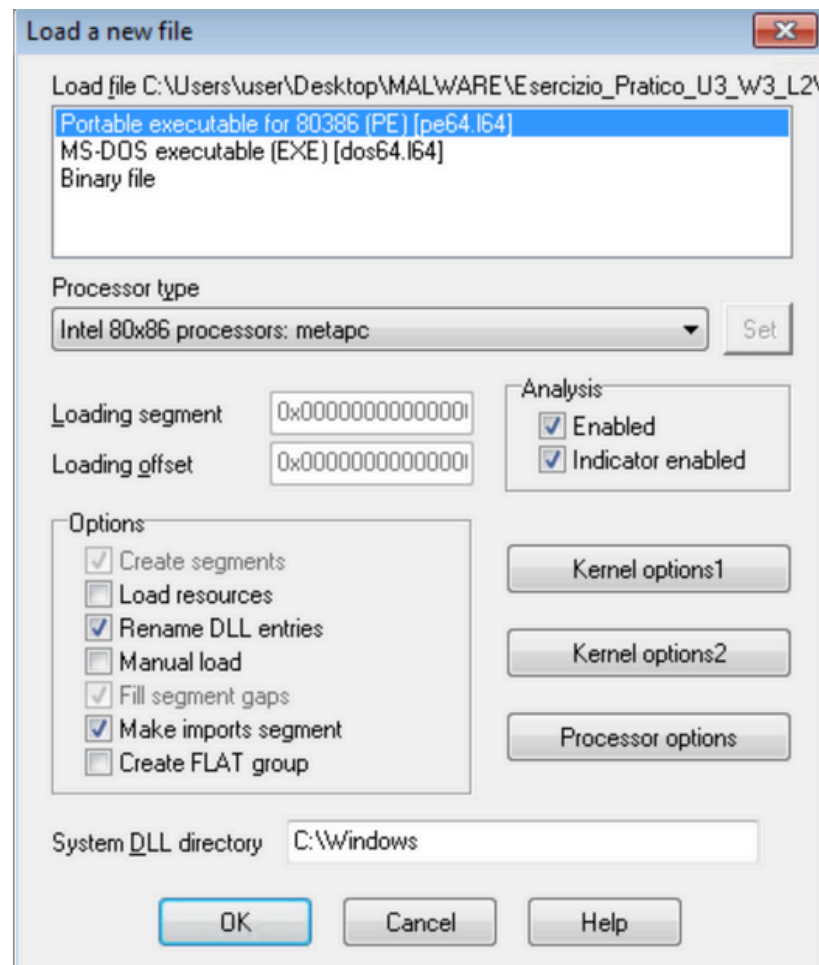 Load a new file
Load file C:\Users\user\Desktop\MALWARE\Esercizio_Pratico_U3_W3_L2\
Portable executable for 80386 (PE) [pe64.l64]
MS-DOS executable (EXE) [dos64.l64]
Binary file
Processor type
Intel 80x86 processors: metapc
Set
Loading segment
0x0000000000000
Loading offset
0x0000000000000
Analysis
Enabled
Indicator enabled
Options
Create segments
Load resources
Rename DLL entries
Manual load
Fill segment gaps
Make imports segment
Create FLAT group
Kernel options1
Kernel options2
Processor options
System DLL directory
C:\Windows
OK
Cancel
Help